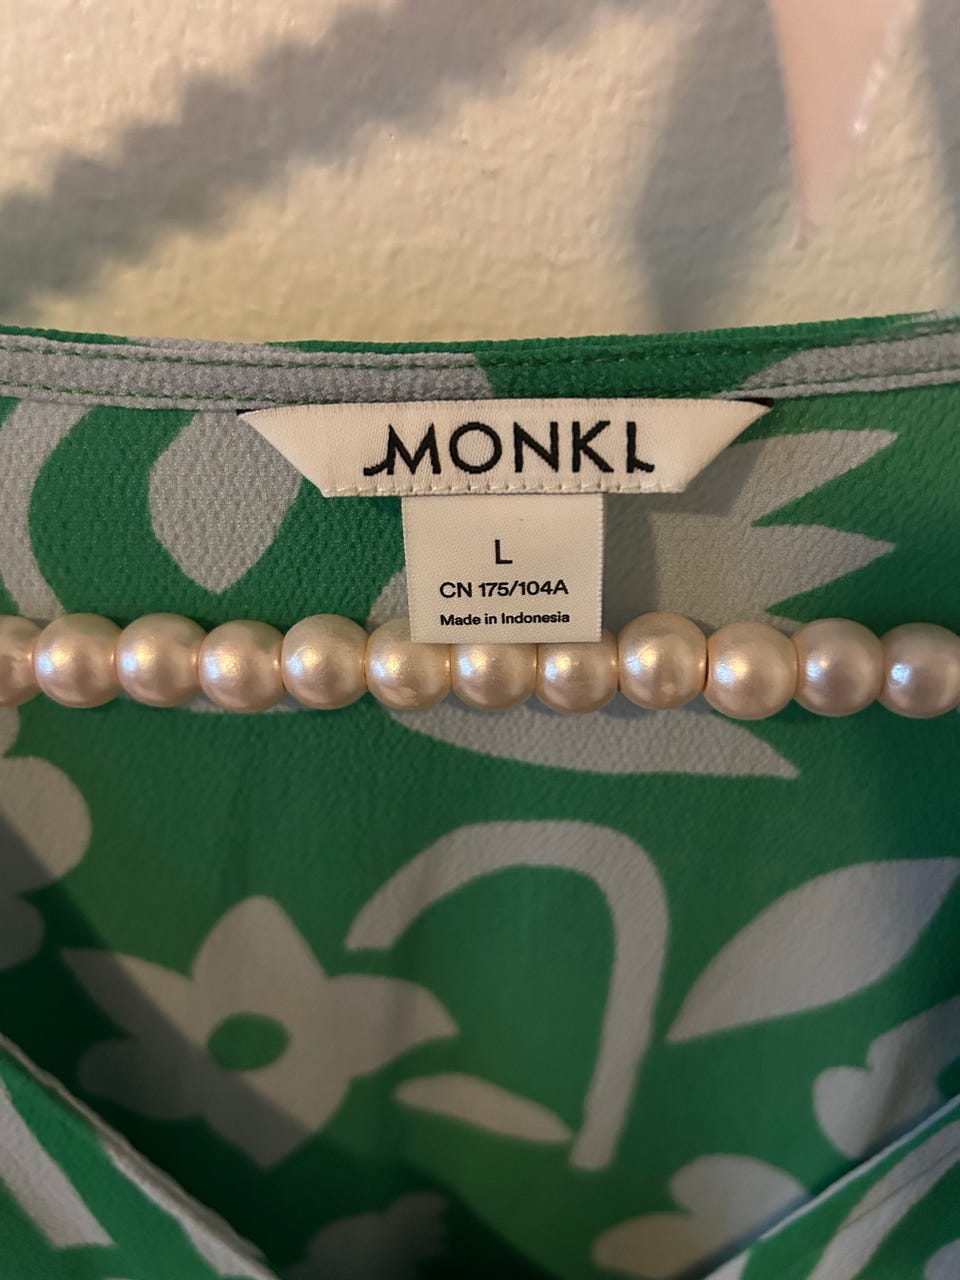 MONKI
L
CN 175/104A
Made in Indonesia